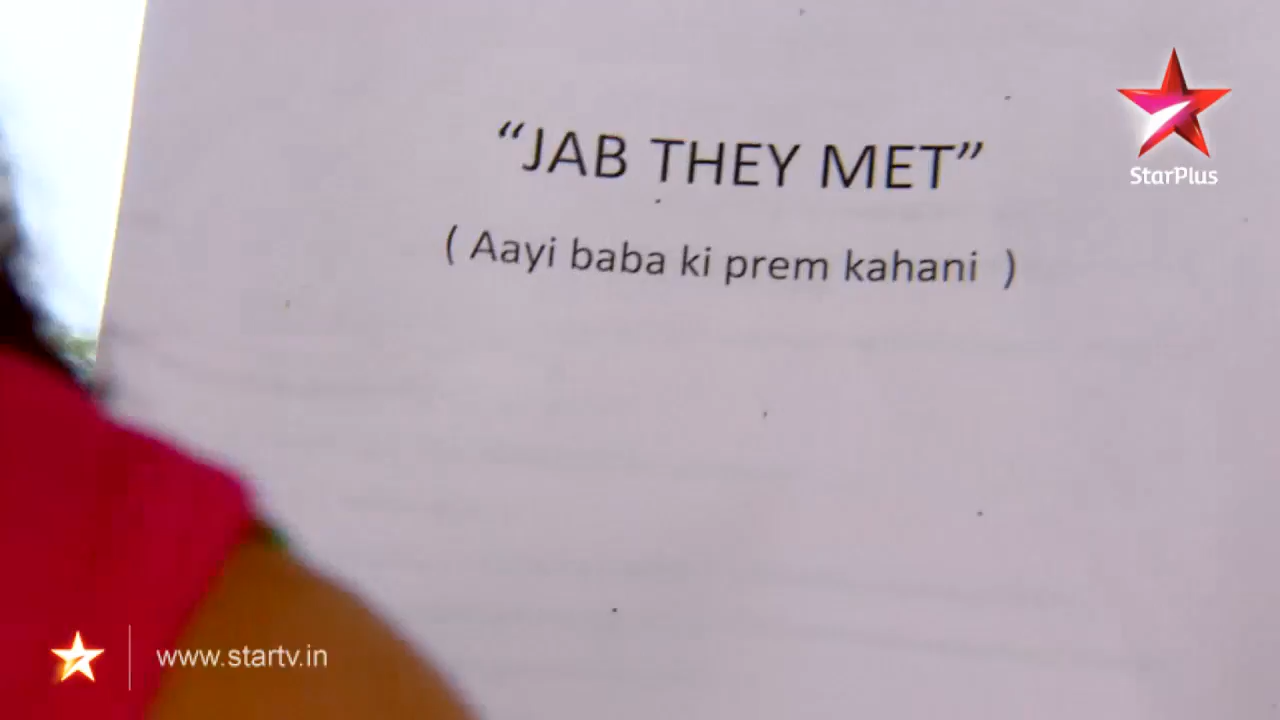 “JAB THEY MET”
( Aayi baba ki prem kahani )
StarPlus
www.startv.in